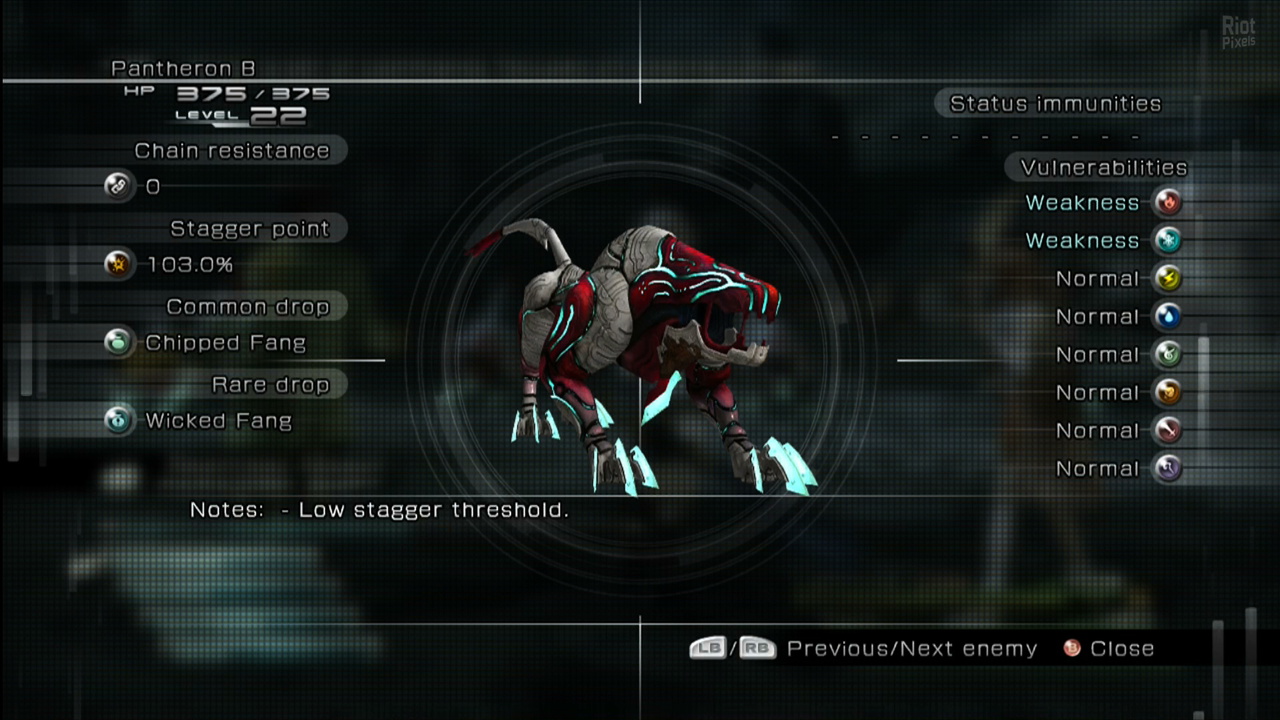 Riot
Pixels
Pantheron B
HP 375/375
LEVEL 22
Chain resistance
0
Stagger point
103.0%
Common drop
Chipped Fang
Rare drop
Wicked Fang
Status immunities
- - - - - - - - - - -
Vulnerabilities
Weakness
Weakness
Normal
Normal
Normal
Normal
Normal
Normal
Notes: - Low stagger threshold.
LB/RB Previous/Next enemy B Close